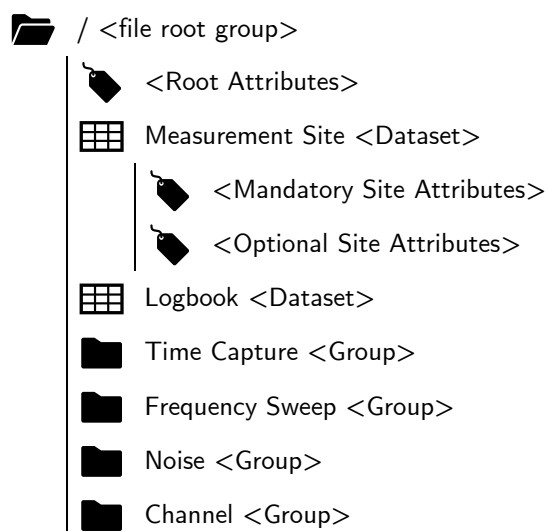 / <file root group>
<Root Attributes>
Measurement Site <Dataset>
<Mandatory Site Attributes>
<Optional Site Attributes>
Logbook <Dataset>
Time Capture <Group>
Frequency Sweep <Group>
Noise <Group>
Channel <Group>